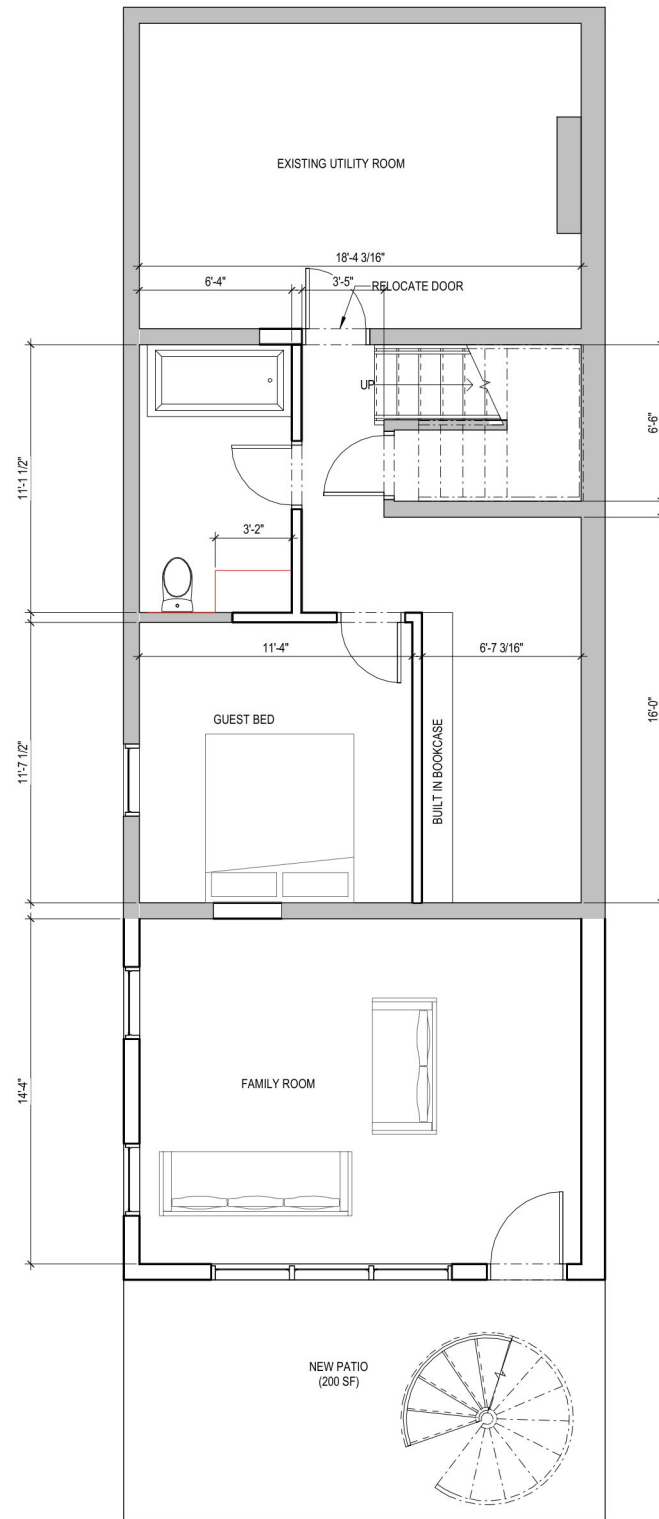 EXISTING UTILITY ROOM
18'-4 3/16"
6'-4"
3'-5"
RELOCATE DOOR
UP
6'-6"
11'-1 1/2"
3'-2"
11'-4"
6'-7 3/16"
GUEST BED
BUILT IN BOOKCASE
16'-0"
11'-7 1/2"
14'-4"
FAMILY ROOM
NEW PATIO
(200 SF)